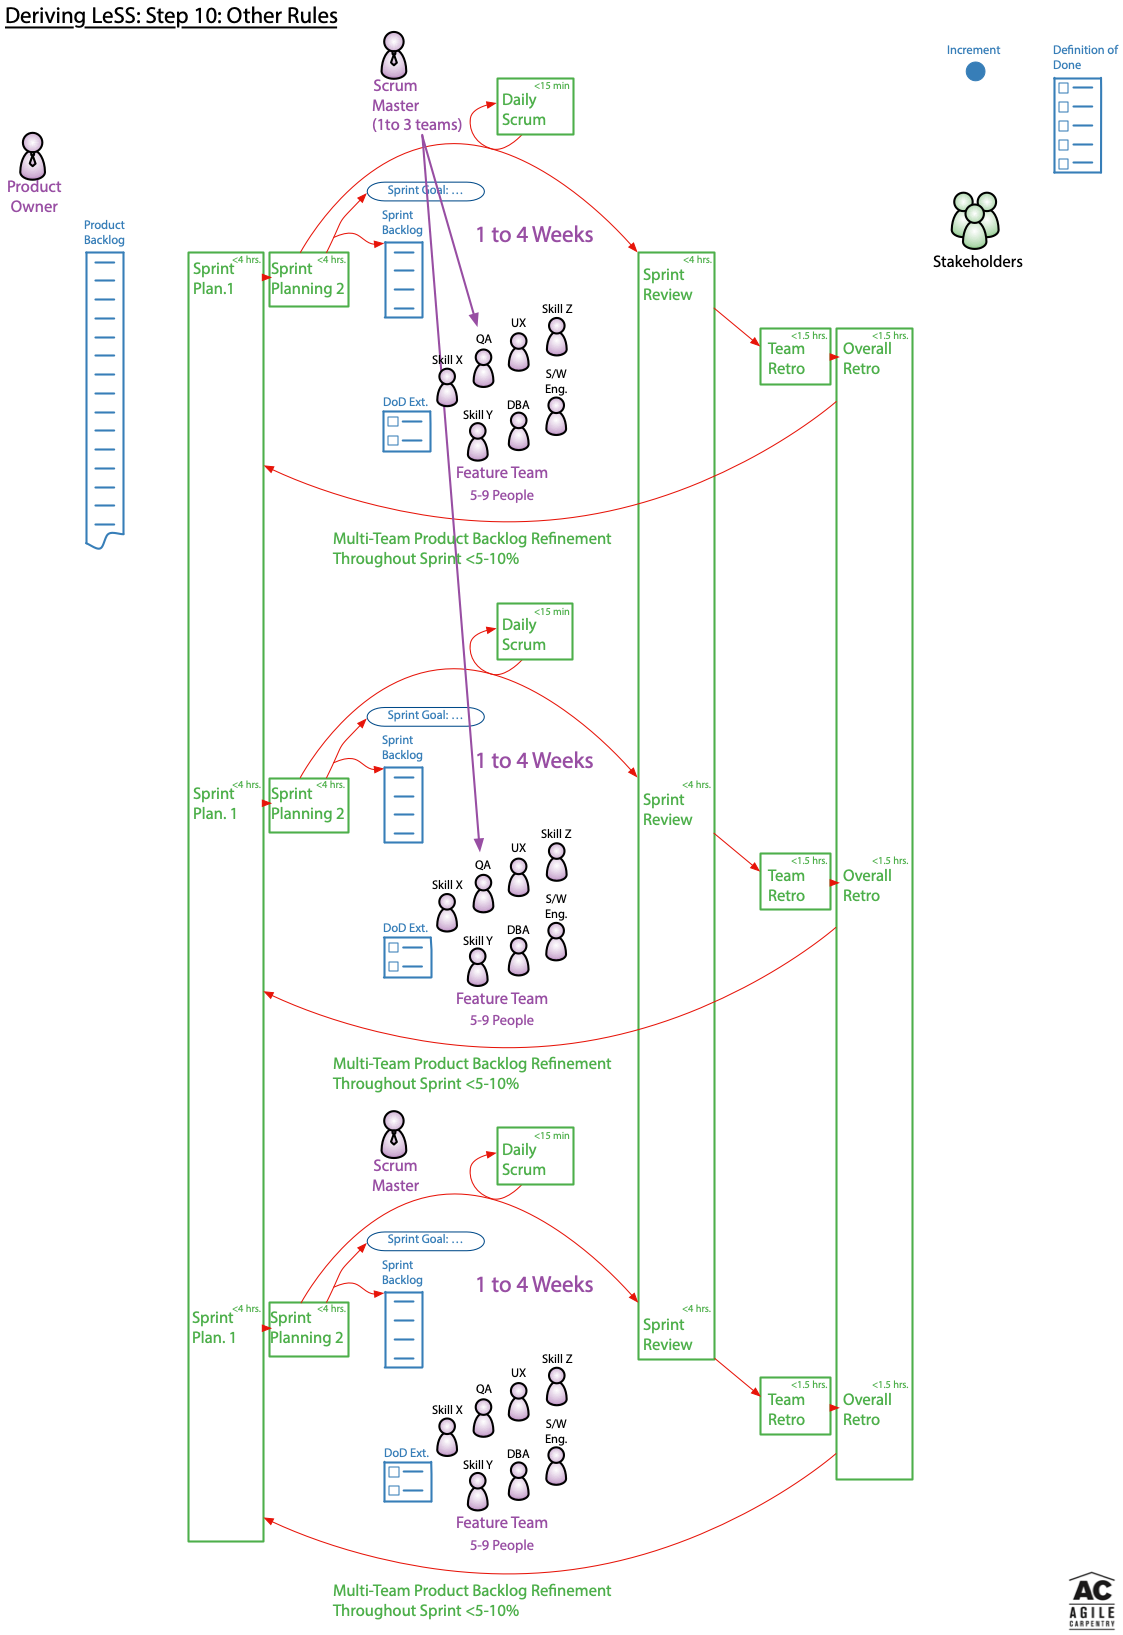 Deriving LeSS: Step 10: Other Rules
Increment
Definition of
Done
Scrum
Master
(1to 3 teams)
<15 min
Daily
Scrum
Product
Owner
Stakeholders
Product
Backlog
Sprint Goal: …
Sprint
Backlog
1 to 4 Weeks
<4 hrs.
Sprint
Plan.1
<4 hrs.
Sprint
Planning 2
<4 hrs.
Sprint
Review
Skill Z
UX
QA
Skill X
S/W
Eng.
DBA
Skill Y
DoD Ext.
Feature Team
5-9 People
<1.5 hrs.
Team
Retro
<1.5 hrs.
Overall
Retro
Multi-Team Product Backlog Refinement
Throughout Sprint <5-10%
<15 min
Daily
Scrum
Sprint Goal: …
Sprint
Backlog
1 to 4 Weeks
<4 hrs.
Sprint
Plan. 1
<4 hrs.
Sprint
Planning 2
<4 hrs.
Sprint
Review
Skill Z
UX
QA
Skill X
S/W
Eng.
DBA
Skill Y
DoD Ext.
Feature Team
5-9 People
<1.5 hrs.
Team
Retro
<1.5 hrs.
Overall
Retro
Multi-Team Product Backlog Refinement
Throughout Sprint <5-10%
Scrum
Master
<15 min
Daily
Scrum
Sprint Goal: …
Sprint
Backlog
1 to 4 Weeks
<4 hrs.
Sprint
Plan. 1
<4 hrs.
Sprint
Planning 2
<4 hrs.
Sprint
Review
Skill Z
UX
QA
Skill X
S/W
Eng.
DBA
Skill Y
DoD Ext.
Feature Team
5-9 People
<1.5 hrs.
Team
Retro
<1.5 hrs.
Overall
Retro
Multi-Team Product Backlog Refinement
Throughout Sprint <5-10%
AC
AGILE
CARPENTRY